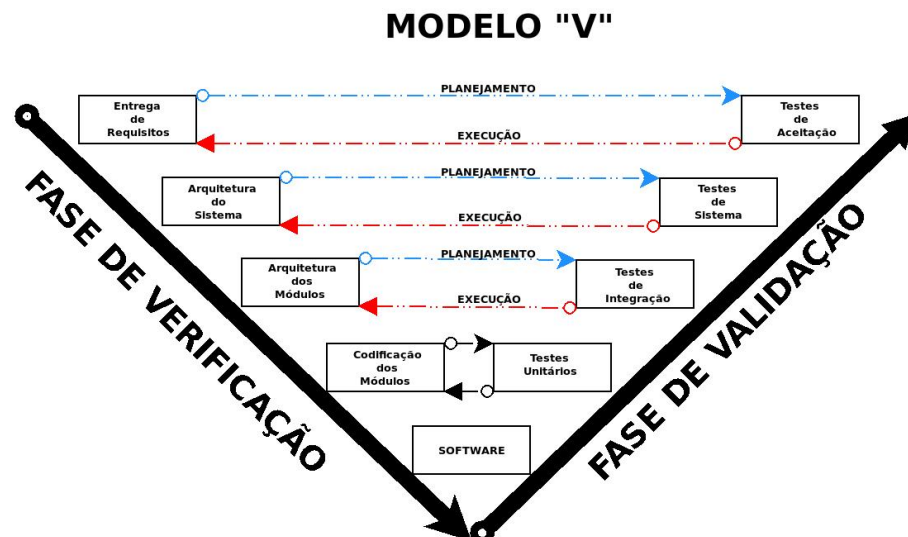 MODELO "V"
PLANEJAMENTO
Entrega
de
Requisitos
Testes
de
Aceitação
EXECUÇÃO
PLANEJAMENTO
Arquitetura
do
Sistema
Testes
de
Sistema
EXECUÇÃO
PLANEJAMENTO
Arquitetura
dos
Módulos
Testes
de
Integração
EXECUÇÃO
Codificação
dos
Módulos
Testes
Unitários
SOFTWARE
FASE DE VERIFICAÇÃO
FASE DE VALIDAÇÃO